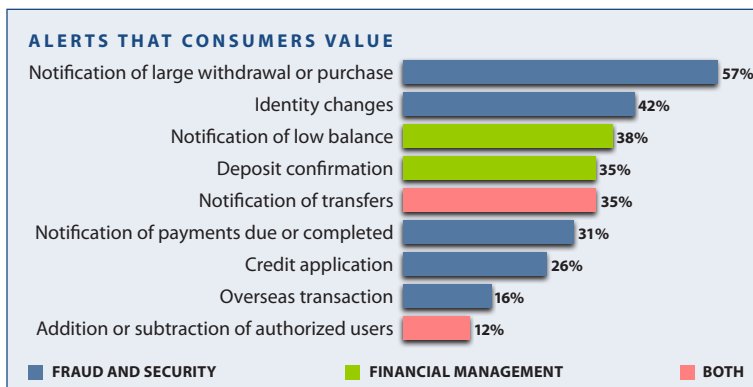 ALERTS THAT CONSUMERS VALUE
Notification of large withdrawal or purchase 57%
Identity changes 42%
Notification of low balance 38%
Deposit confirmation 35%
Notification of transfers 35%
Notification of payments due or completed 31%
Credit application 26%
Overseas transaction 16%
Addition or subtraction of authorized users 12%
FRAUD AND SECURITY FINANCIAL MANAGEMENT BOTH